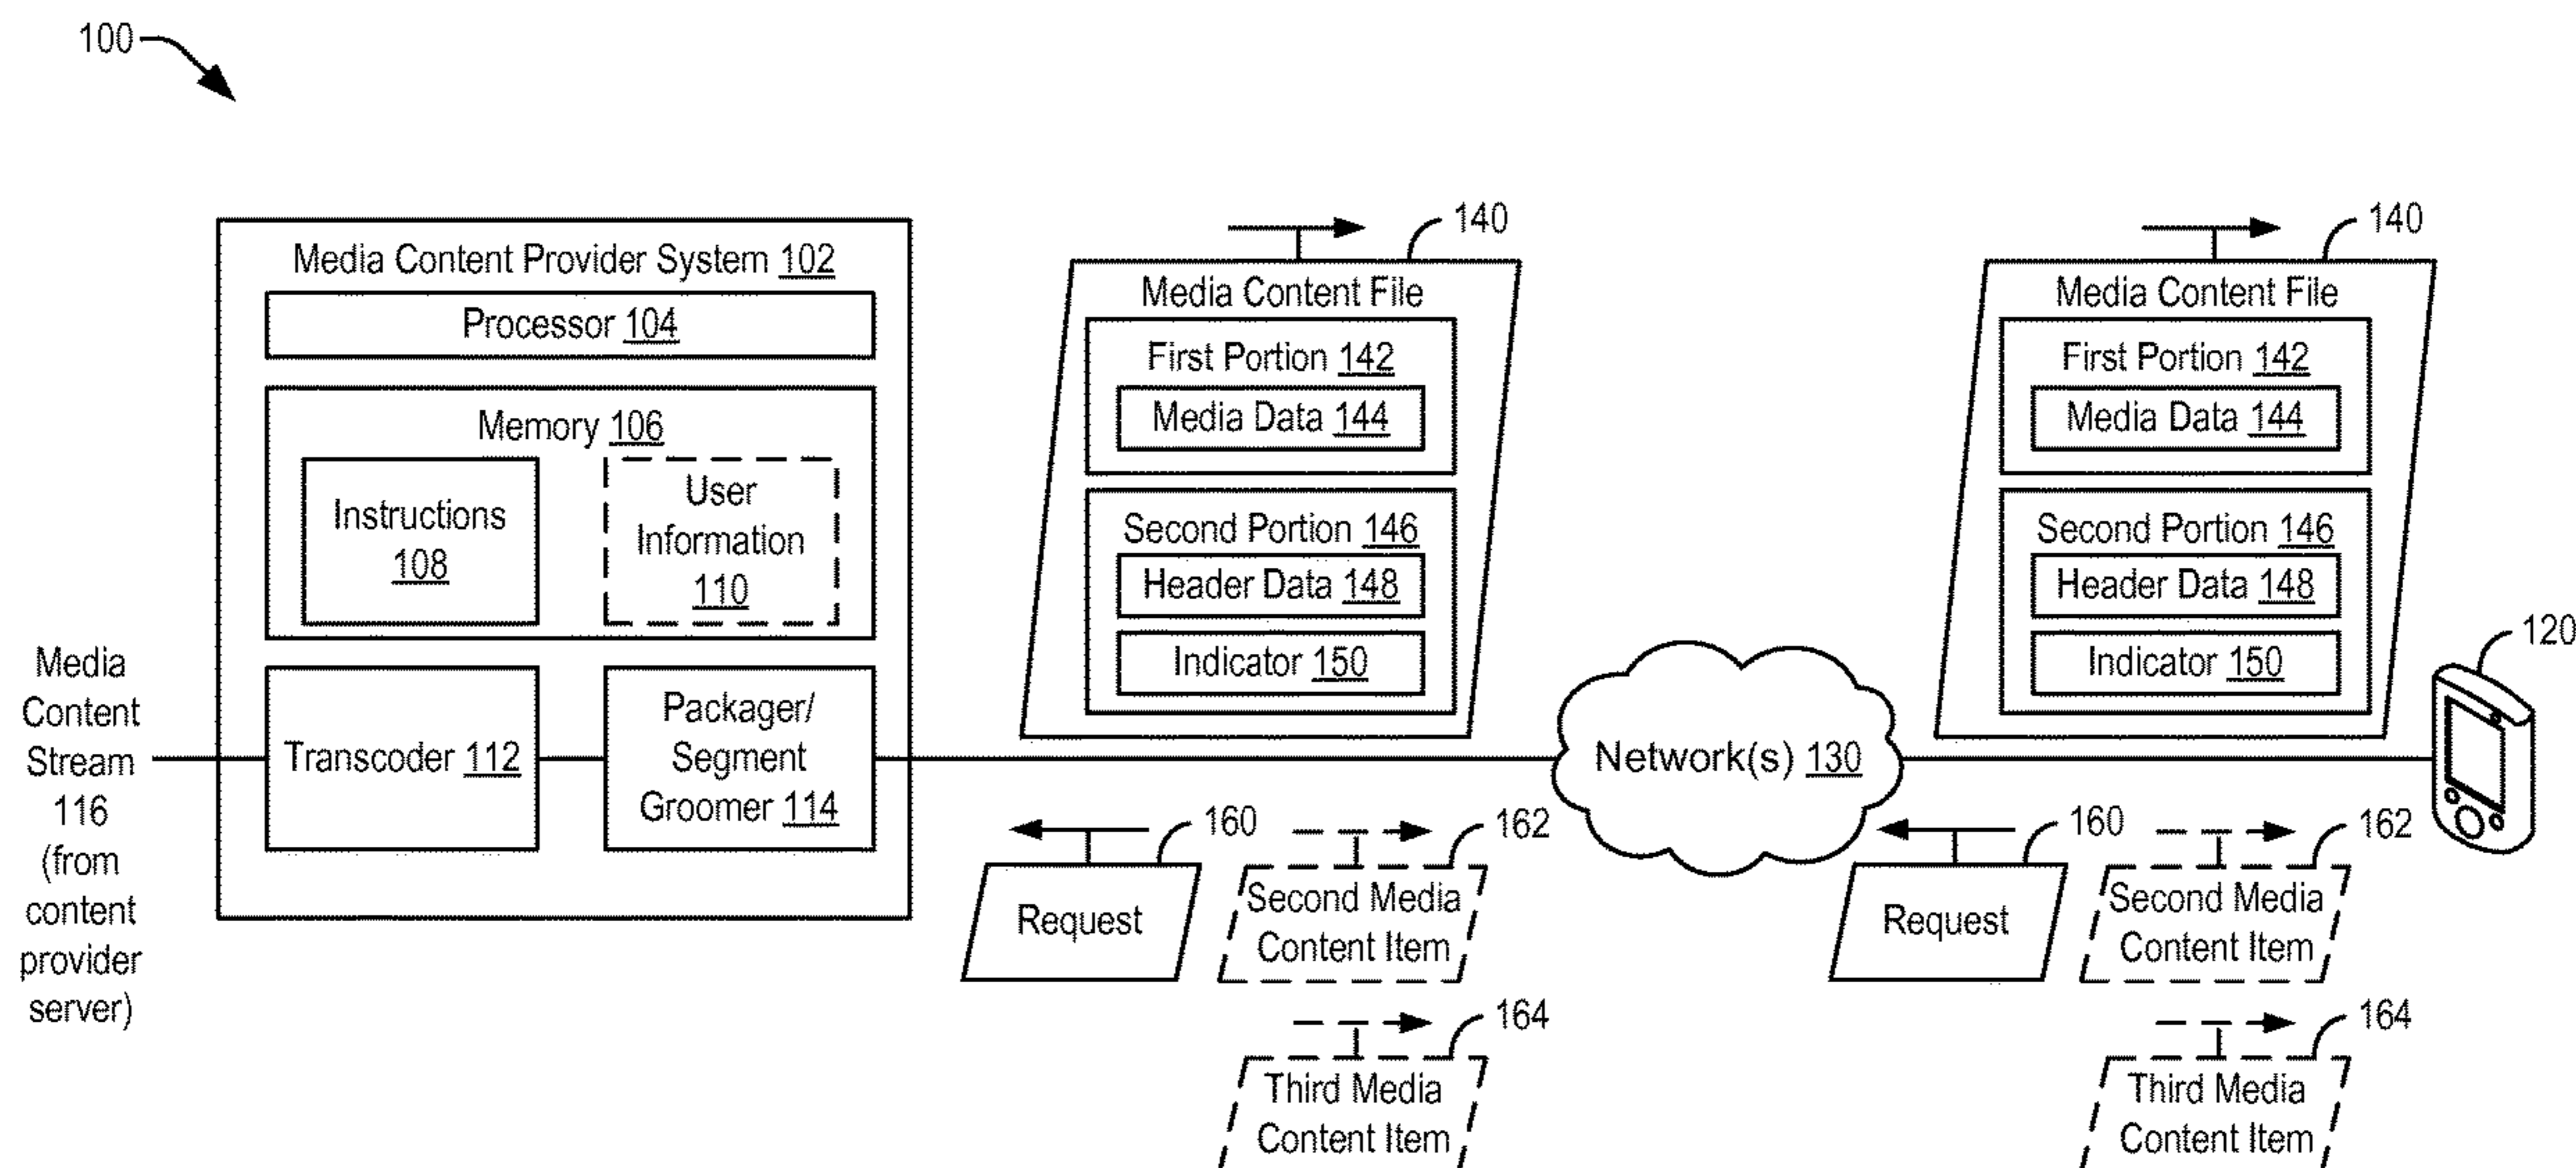 100
Media Content Provider System 102
Processor 104
Memory 106
Instructions
108
User
Information
110
Media
Content
Stream
116
(from
content
provider
server)
Transcoder 112
Packager/
Segment
Groomer 114
140
Media Content File
First Portion 142
Media Data 144
Second Portion 146
Header Data 148
Indicator 150
Network(s) 130
140
Media Content File
First Portion 142
Media Data 144
Second Portion 146
Header Data 148
Indicator 150
120
160
Request
162
Second Media
Content Item
164
Third Media
Content Item
160
Request
162
Second Media
Content Item
164
Third Media
Content Item